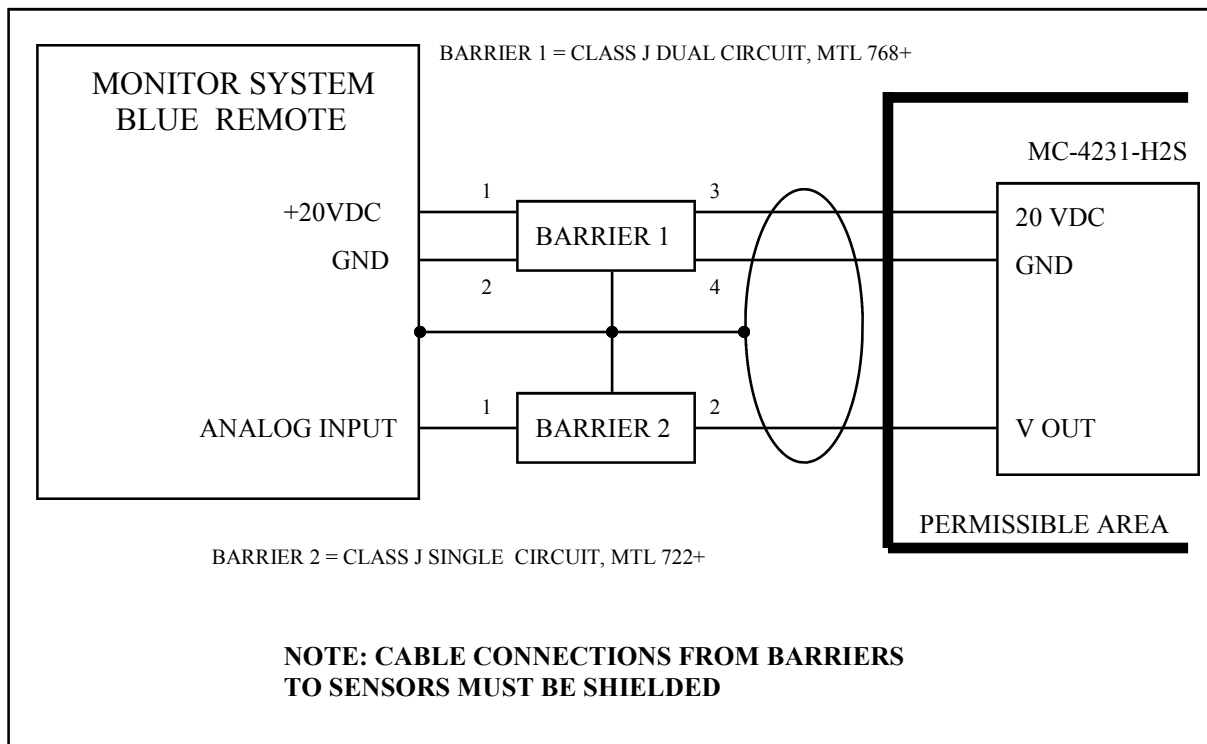 BARRIER 1 = CLASS J DUAL CIRCUIT, MTL 768+
MONITOR SYSTEM
BLUE REMOTE
MC-4231-H2S
+20VDC
1
BARRIER 1
3
20 VDC
GND
2
4
GND
ANALOG INPUT
1
BARRIER 2
2
V OUT
PERMISSIBLE AREA
BARRIER 2 = CLASS J SINGLE CIRCUIT, MTL 722+
NOTE: CABLE CONNECTIONS FROM BARRIERS
TO SENSORS MUST BE SHIELDED